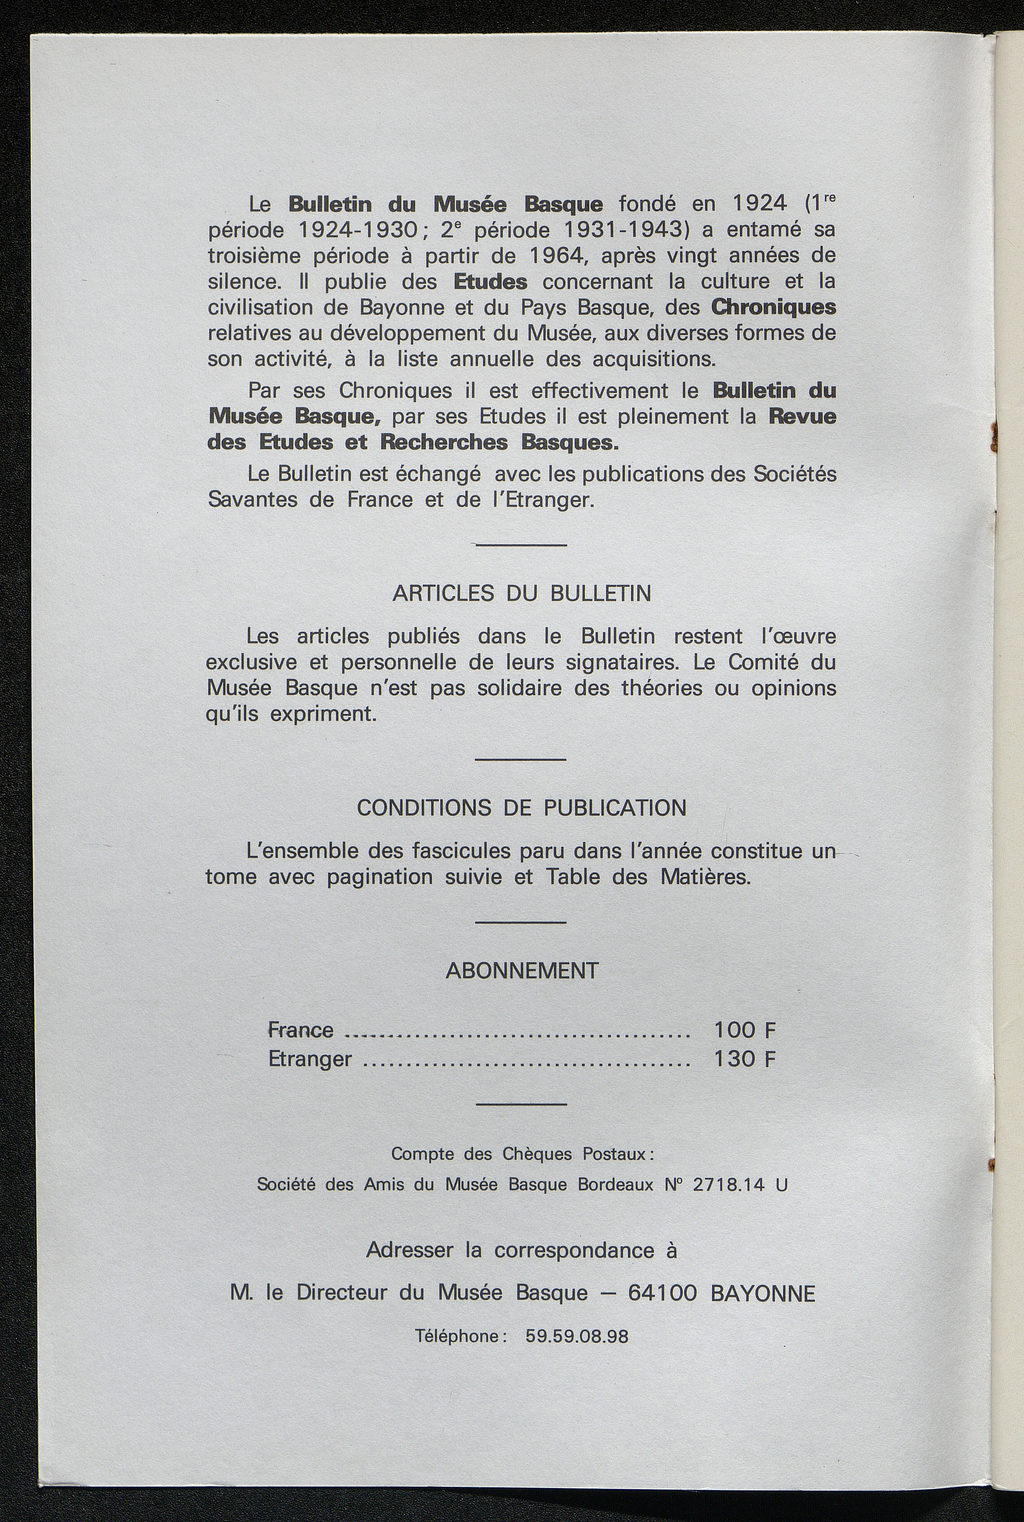 Le Bulletin du Musée Basque fondé en 1924 (1re
période 1924-1930 ; 2e période 1931-1943) a entamé sa
troisième période à partir de 1964, après vingt années de
silence. Il publie des Etudes concernant la culture et la
civilisation de Bayonne et du Pays Basque, des Chroniques
relatives au développement du Musée, aux diverses formes de
son activité, à la liste annuelle des acquisitions.
Par ses Chroniques il est effectivement le Bulletin du
Musée Basque, par ses Etudes il est pleinement la Revue
des Etudes et Recherches Basques.
Le Bulletin est échangé avec les publications des Sociétés
Savantes de France et de l'Etranger.
ARTICLES DU BULLETIN
Les articles publiés dans le Bulletin restent l'œuvre
exclusive et personnelle de leurs signataires. Le Comité du
Musée Basque n'est pas solidaire des théories ou opinions
qu'ils expriment.
CONDITIONS DE PUBLICATION
L'ensemble des fascicules paru dans l'année constitue un
tome avec pagination suivie et Table des Matières.
ABONNEMENT
France ........................................ 100 F
Etranger ...................................... 130 F
Compte des Chèques Postaux :
Société des Amis du Musée Basque Bordeaux N° 2718.14 U
Adresser la correspondance à
M. le Directeur du Musée Basque — 64100 BAYONNE
Téléphone : 59.59.08.98